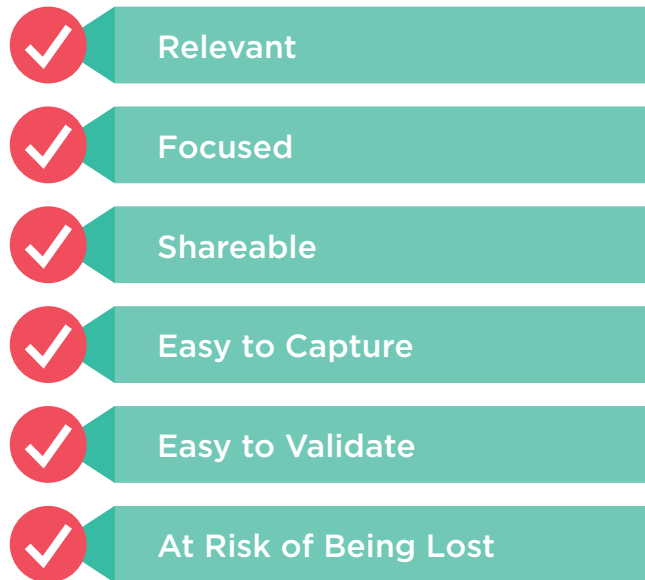 Relevant
Focused
Shareable
Easy to Capture
Easy to Validate
At Risk of Being Lost